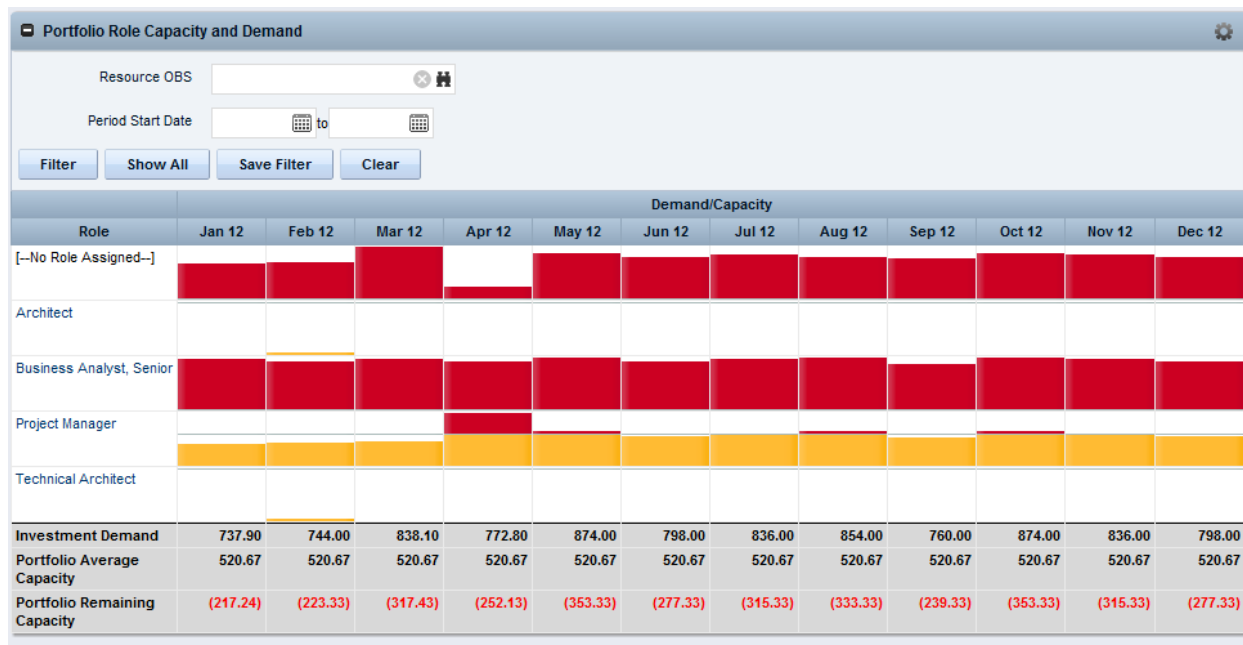 Portfolio Role Capacity and Demand
Resource OBS
Period Start Date to
Filter Show All Save Filter Clear
Demand/Capacity
Role Jan 12 Feb 12 Mar 12 Apr 12 May 12 Jun 12 Jul 12 Aug 12 Sep 12 Oct 12 Nov 12 Dec 12
[--No Role Assigned--]
Architect
Business Analyst, Senior
Project Manager
Technical Architect
Investment Demand 737.90 744.00 838.10 772.80 874.00 798.00 836.00 854.00 760.00 874.00 836.00 798.00
Portfolio Average 520.67 520.67 520.67 520.67 520.67 520.67 520.67 520.67 520.67 520.67 520.67 520.67
Capacity
Portfolio Remaining (217.24) (223.33) (317.43) (252.13) (353.33) (277.33) (315.33) (333.33) (239.33) (353.33) (315.33) (277.33)
Capacity